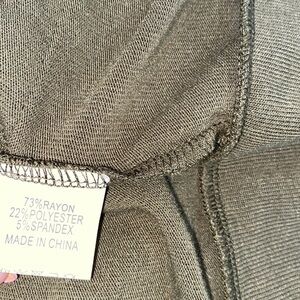 73%RAYON
22%POLYESTER
5%SPANDEX
MADE IN CHINA